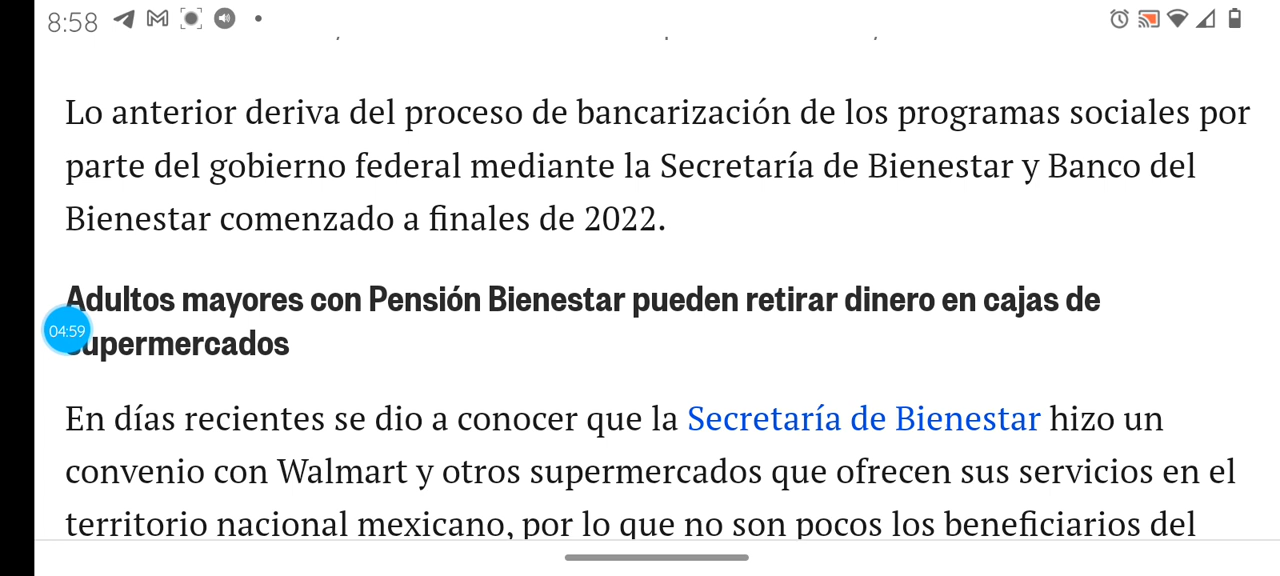 8:58
Lo anterior deriva del proceso de bancarización de los programas sociales por
parte del gobierno federal mediante la Secretaría de Bienestar y Banco del
Bienestar comenzado a finales de 2022.
Adultos mayores con Pensión Bienestar pueden retirar dinero en cajas de
04:59
supermercados
En días recientes se dio a conocer que la Secretaría de Bienestar hizo un
convenio con Walmart y otros supermercados que ofrecen sus servicios en el
territorio nacional mexicano, por lo que no son pocos los beneficiarios del